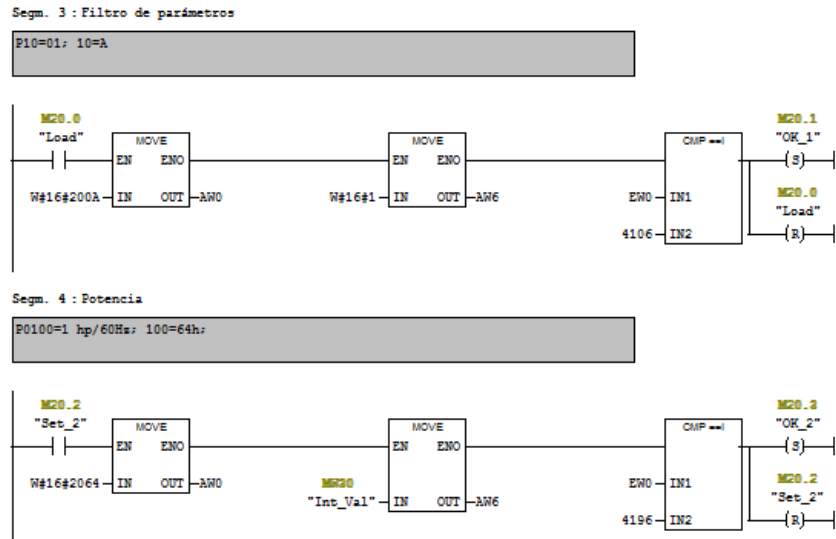 Segm. 3 : Filtro de parámetros
P10=01; 10=A
M20.0
"Load"
MOVE
EN ENO
W#16#200A IN OUT AW0
MOVE
EN ENO
W#16#1 IN OUT AW6
CMP ==I
EW0 IN1
4106 IN2
M20.1
"OK_1"
(S)
M20.0
"Load"
(R)
Segm. 4 : Potencia
P0100=1 hp/60Hz; 100=64h;
M20.2
"Set_2"
MOVE
EN ENO
W#16#2064 IN OUT AW0
MOVE
EN ENO
MW30
"Int_Val" IN OUT AW6
CMP ==I
EW0 IN1
4196 IN2
M20.3
"OK_2"
(S)
M20.2
"Set_2"
(R)